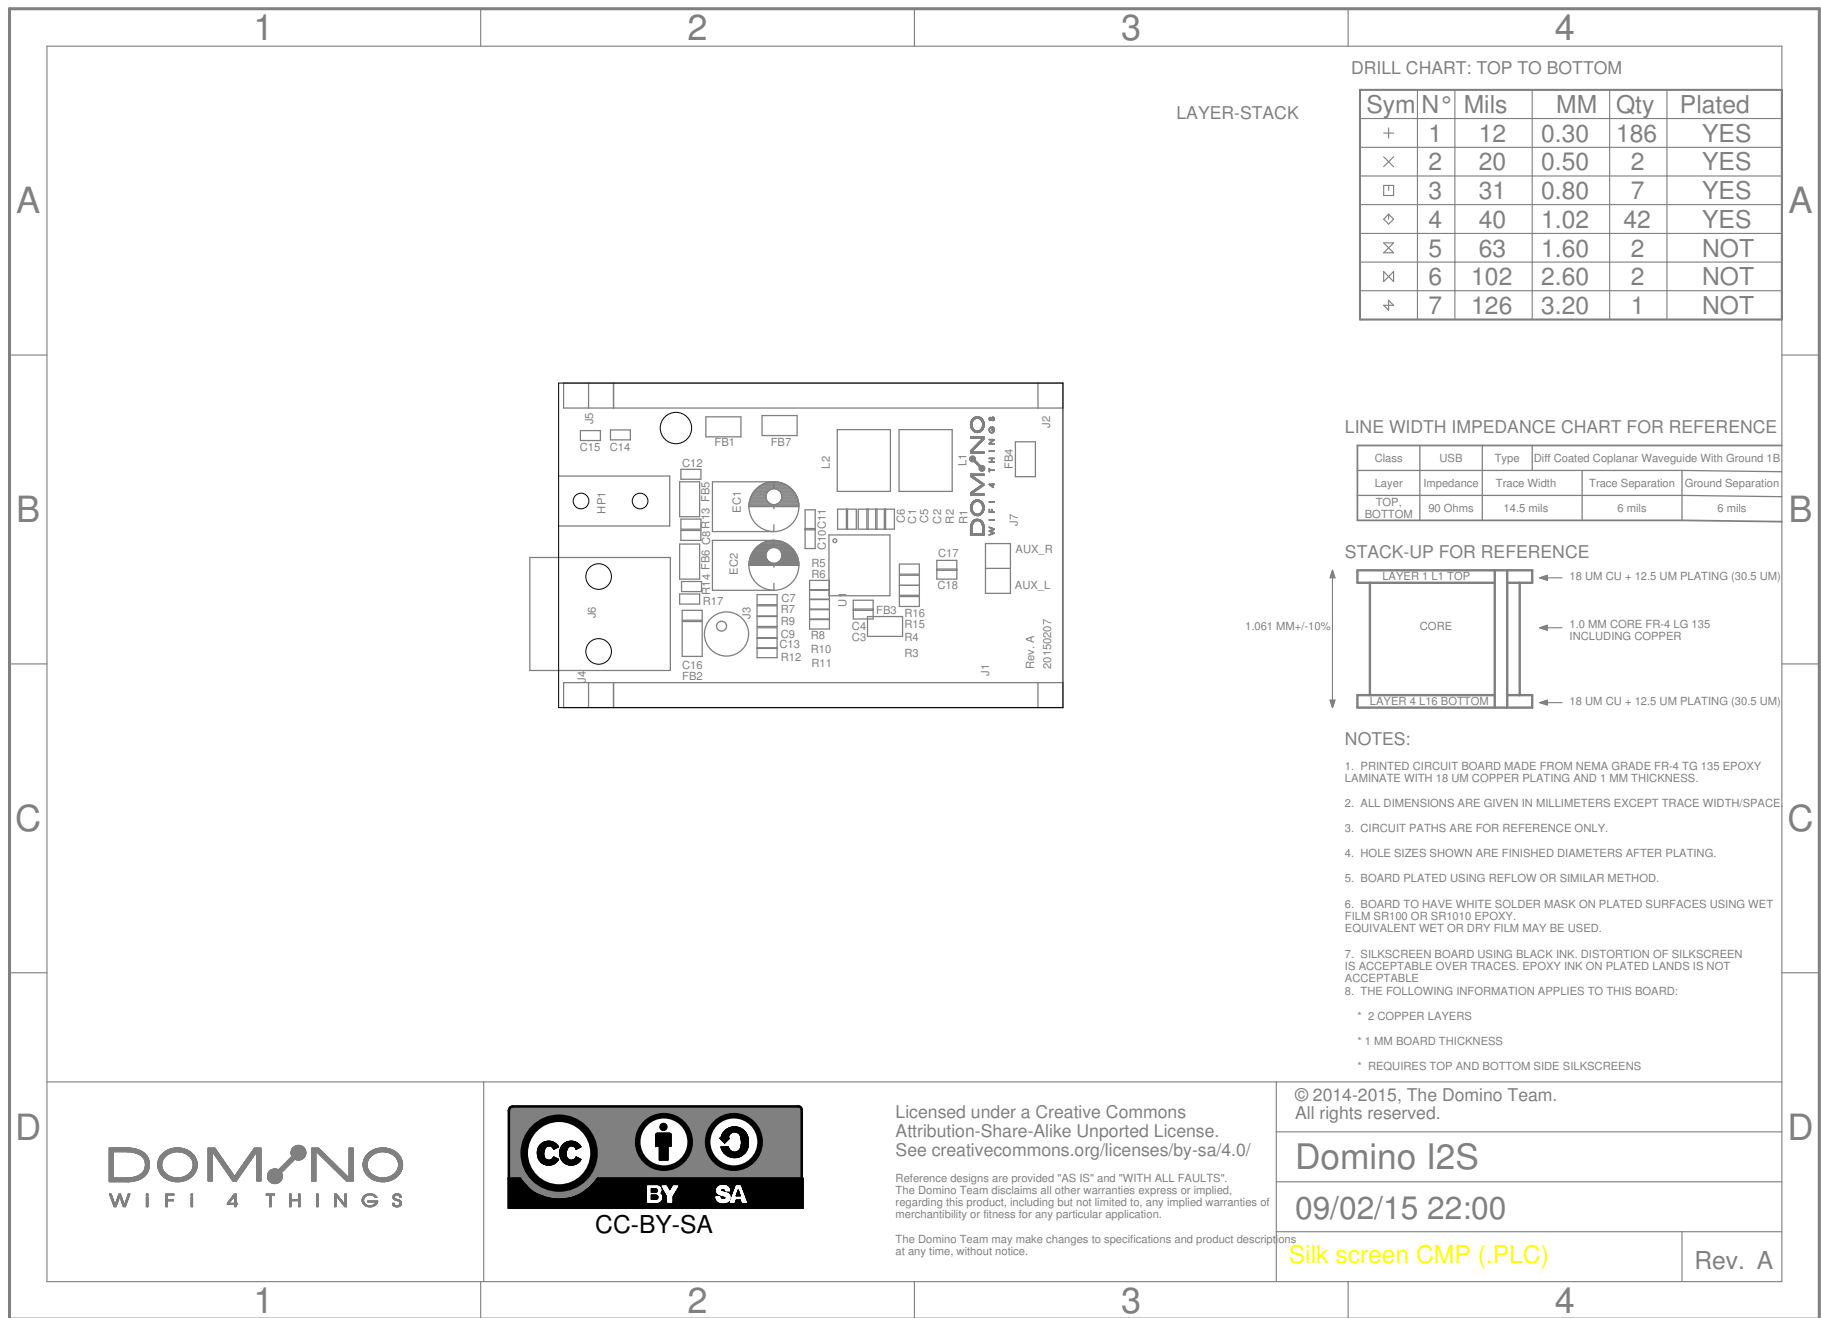 1 2 3 4
A
B
C
D
A
B
C
D
DRILL CHART: TOP TO BOTTOM
LAYER-STACK
Sym N° Mils MM Qty Plated
+ 1 12 0.30 186 YES
× 2 20 0.50 2 YES
3 31 0.80 7 YES
4 40 1.02 42 YES
5 63 1.60 2 NOT
6 102 2.60 2 NOT
7 126 3.20 1 NOT
J5
C15 C14
FB1
FB7
L2
L1
DOMINO
WIFI 4 THINGS
FB4
J2
C12
HP1
FB5
R13
C8
FB6
R14
EC1
EC2
C11
C10
C6
C1
C5
C2
R2
R1
J7
AUX_R
AUX_L
C17
C18
R5
R6
U1
J6
R17
J3
C7
R7
R9
C9
C13
R12
R8
R10
R11
FB3
C4
C3
R16
R15
R4
R3
C16
FB2
J4
J1
Rev. A
20150207
LINE WIDTH IMPEDANCE CHART FOR REFERENCE
Class USB Type Diff Coated Coplanar Waveguide With Ground 1B
Layer Impedance Trace Width Trace Separation Ground Separation
TOP, BOTTOM 90 Ohms 14.5 mils 6 mils 6 mils
STACK-UP FOR REFERENCE
LAYER 1 L1 TOP
18 UM CU + 12.5 UM PLATING (30.5 UM)
1.061 MM+/-10%
CORE
1.0 MM CORE FR-4 LG 135
INCLUDING COPPER
LAYER 4 L16 BOTTOM
18 UM CU + 12.5 UM PLATING (30.5 UM)
NOTES:
1. PRINTED CIRCUIT BOARD MADE FROM NEMA GRADE FR-4 TG 135 EPOXY
LAMINATE WITH 18 UM COPPER PLATING AND 1 MM THICKNESS.
2. ALL DIMENSIONS ARE GIVEN IN MILLIMETERS EXCEPT TRACE WIDTH/SPACE
3. CIRCUIT PATHS ARE FOR REFERENCE ONLY.
4. HOLE SIZES SHOWN ARE FINISHED DIAMETERS AFTER PLATING.
5. BOARD PLATED USING REFLOW OR SIMILAR METHOD.
6. BOARD TO HAVE WHITE SOLDER MASK ON PLATED SURFACES USING WET
FILM SR100 OR SR1010 EPOXY.
EQUIVALENT WET OR DRY FILM MAY BE USED.
7. SILKSCREEN BOARD USING BLACK INK. DISTORTION OF SILKSCREEN
IS ACCEPTABLE OVER TRACES. EPOXY INK ON PLATED LANDS IS NOT
ACCEPTABLE
8. THE FOLLOWING INFORMATION APPLIES TO THIS BOARD:
* 2 COPPER LAYERS
* 1 MM BOARD THICKNESS
* REQUIRES TOP AND BOTTOM SIDE SILKSCREENS
DOMINO
WIFI 4 THINGS
cc
BY SA
CC-BY-SA
Licensed under a Creative Commons
Attribution-Share-Alike Unported License.
See creativecommons.org/licenses/by-sa/4.0/
Reference designs are provided "AS IS" and "WITH ALL FAULTS".
The Domino Team disclaims all other warranties express or implied,
regarding this product, including but not limited to, any implied warranties of
merchantibility or fitness for any particular application.
The Domino Team may make changes to specifications and product descriptions
at any time, without notice.
© 2014-2015, The Domino Team.
All rights reserved.
Domino I2S
09/02/15 22:00
Silk screen CMP (.PLC)
Rev. A
1 2 3 4